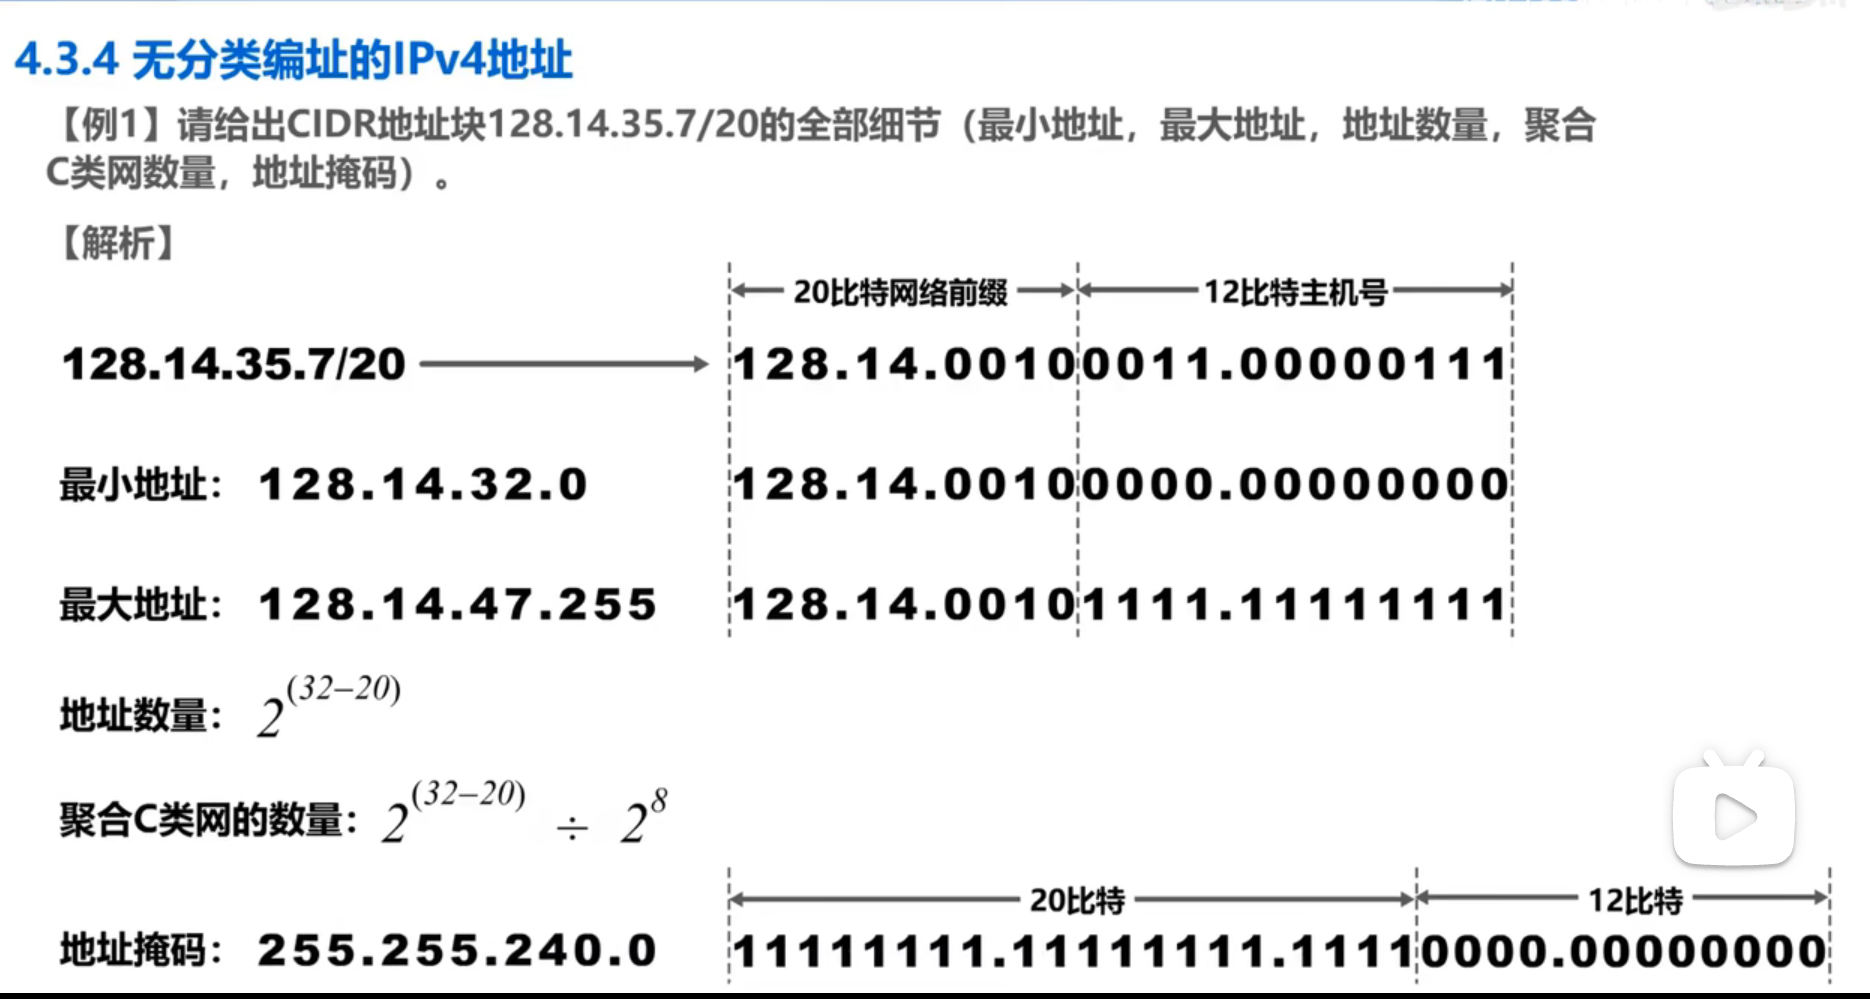 4.3.4 无分类编址的IPv4地址
【例1】请给出CIDR地址块128.14.35.7/20的全部细节（最小地址，最大地址，地址数量，聚合
C类网数量，地址掩码）。
【解析】
20比特网络前缀 12比特主机号
128.14.35.7/20 128.14.00100011.00000111
最小地址： 128.14.32.0 128.14.00100000.00000000
最大地址： 128.14.47.255 128.14.00101111.11111111
地址数量： 2^(32–20)
聚合C类网的数量： 2^(32–20) ÷ 2^8
20比特 12比特
地址掩码： 255.255.240.0 11111111.11111111.11110000.00000000